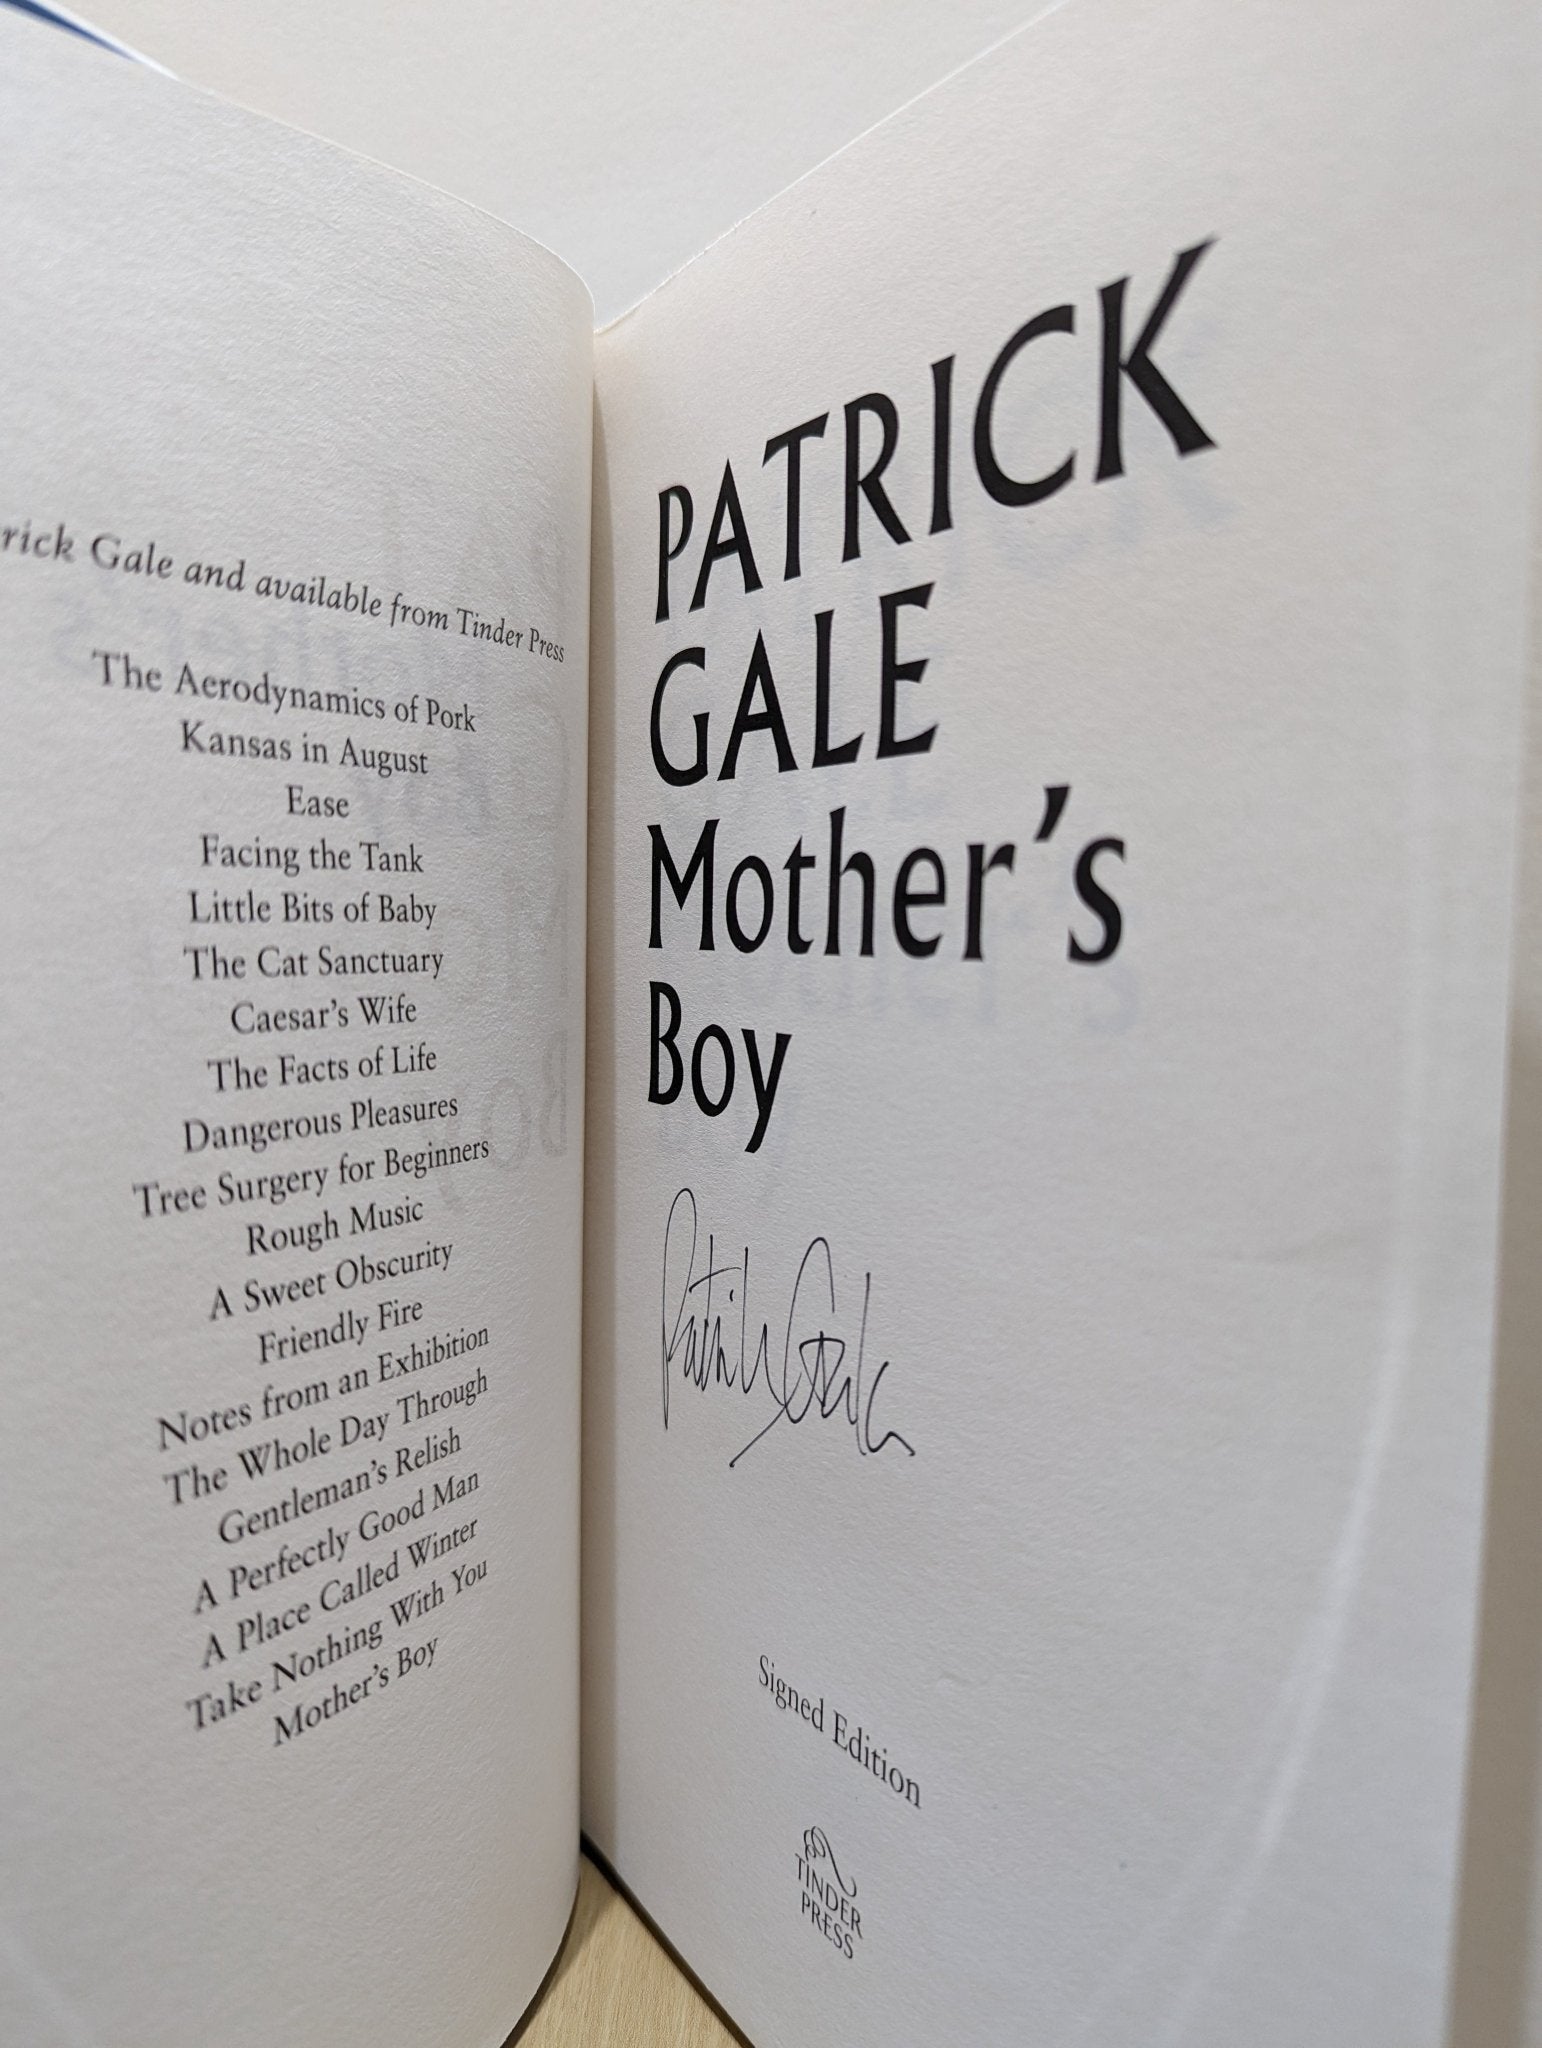 rick Gale and available from Tinder Press
The Aerodynamics of Pork
Kansas in August
Ease
Facing the Tank
Little Bits of Baby
The Cat Sanctuary
Caesar's Wife
The Facts of Life
Dangerous Pleasures
Tree Surgery for Beginners
Rough Music
A Sweet Obscurity
Friendly Fire
Notes from an Exhibition
The Whole Day Through
Gentleman's Relish
A Perfectly Good Man
A Place Called Winter
Take Nothing With You
Mother's Boy
PATRICK
GALE
Mother's
Boy
Patrick Gale
Signed Edition
TINDER
PRESS